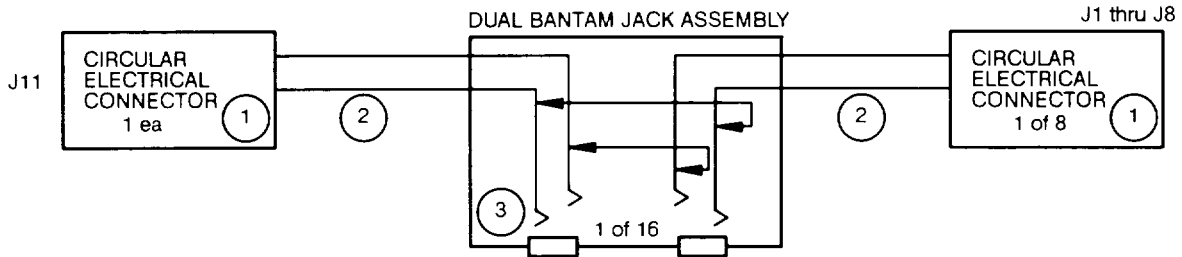 DUAL BANTAM JACK ASSEMBLY
J1 thru J8
J11
CIRCULAR
ELECTRICAL
CONNECTOR
1 ea
1
2
3
1 of 16
2
CIRCULAR
ELECTRICAL
CONNECTOR
1 of 8
1